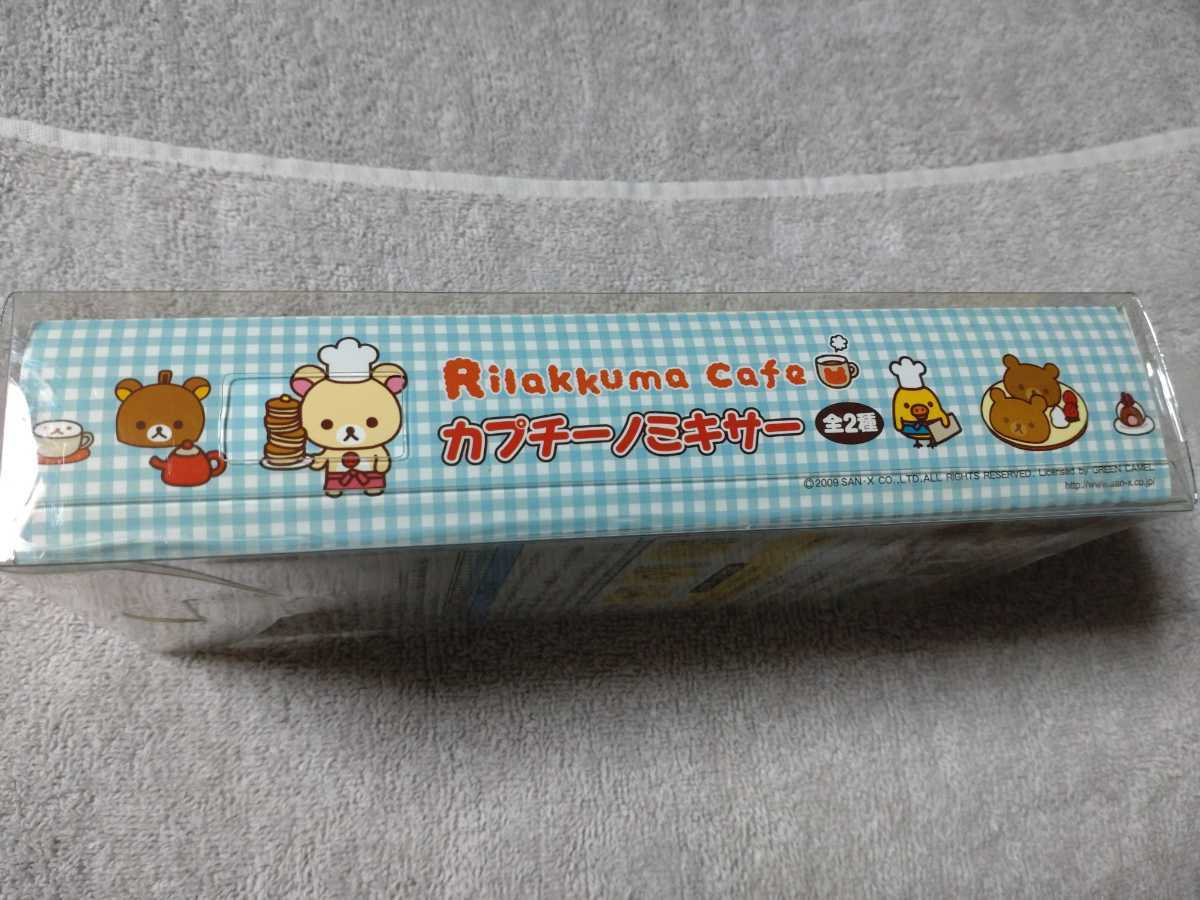 Rilakkuma Cafe
カプチーノミキサー 全2種
©2009 SAN-X CO.,LTD.ALL RIGHTS RESERVED. Licensed by GREEN CAMEL
http://www.san-x.co.jp/